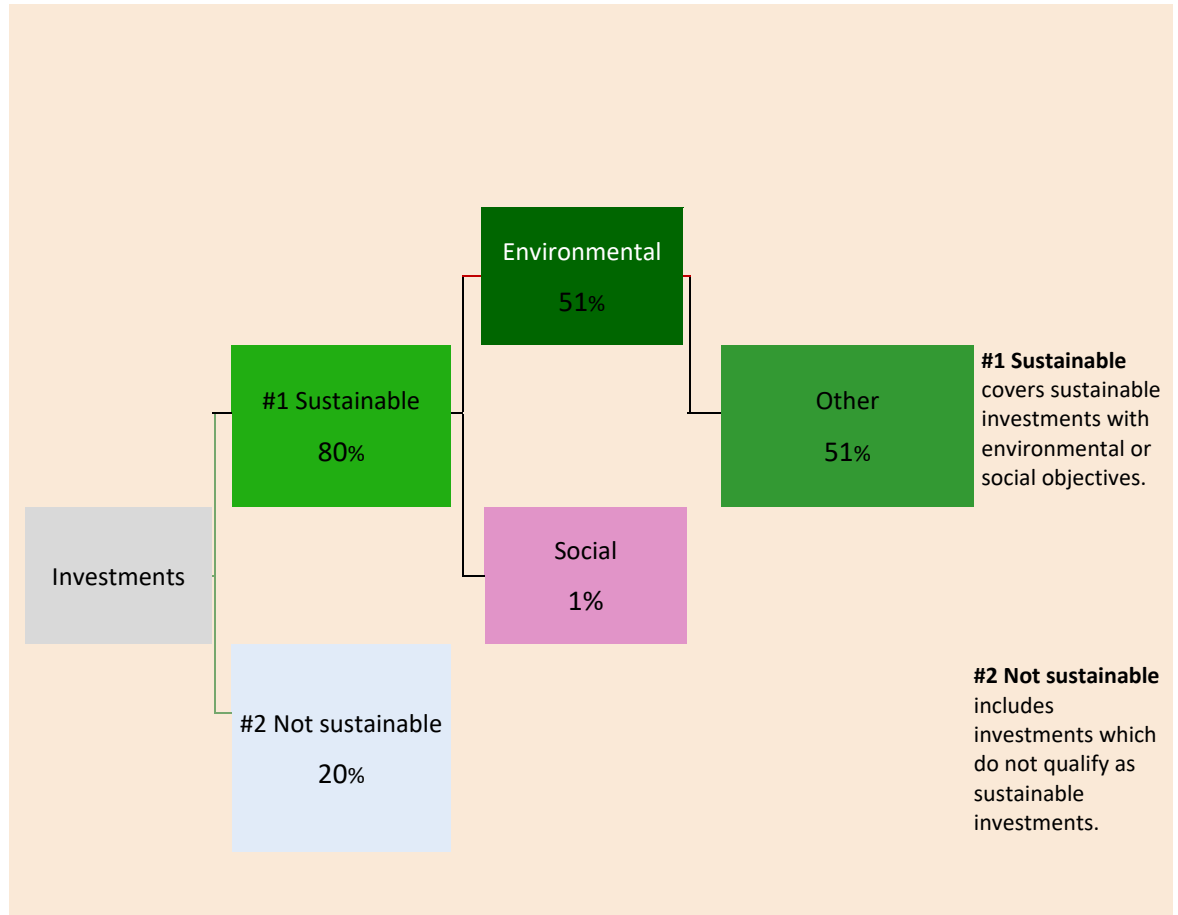 Environmental
51%
#1 Sustainable
80%
Other
51%
#1 Sustainable
covers sustainable
investments with
environmental or
social objectives.
Investments
Social
1%
#2 Not sustainable
20%
#2 Not sustainable
includes
investments which
do not qualify as
sustainable
investments.